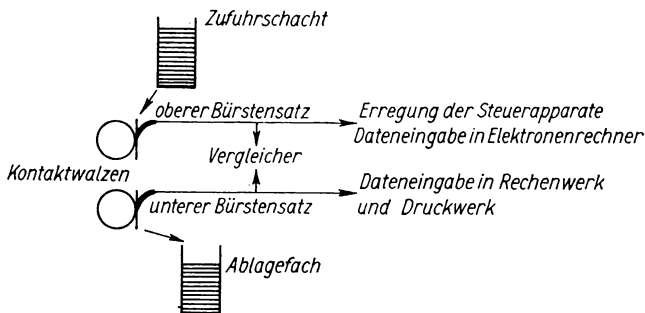 Zufuhrschacht
oberer Bürstensatz
Erregung der Steuerapparate
Dateneingabe in Elektronenrechner
Vergleicher
Kontaktwalzen
unterer Bürstensatz
Dateneingabe in Rechenwerk
und Druckwerk
Ablagefach